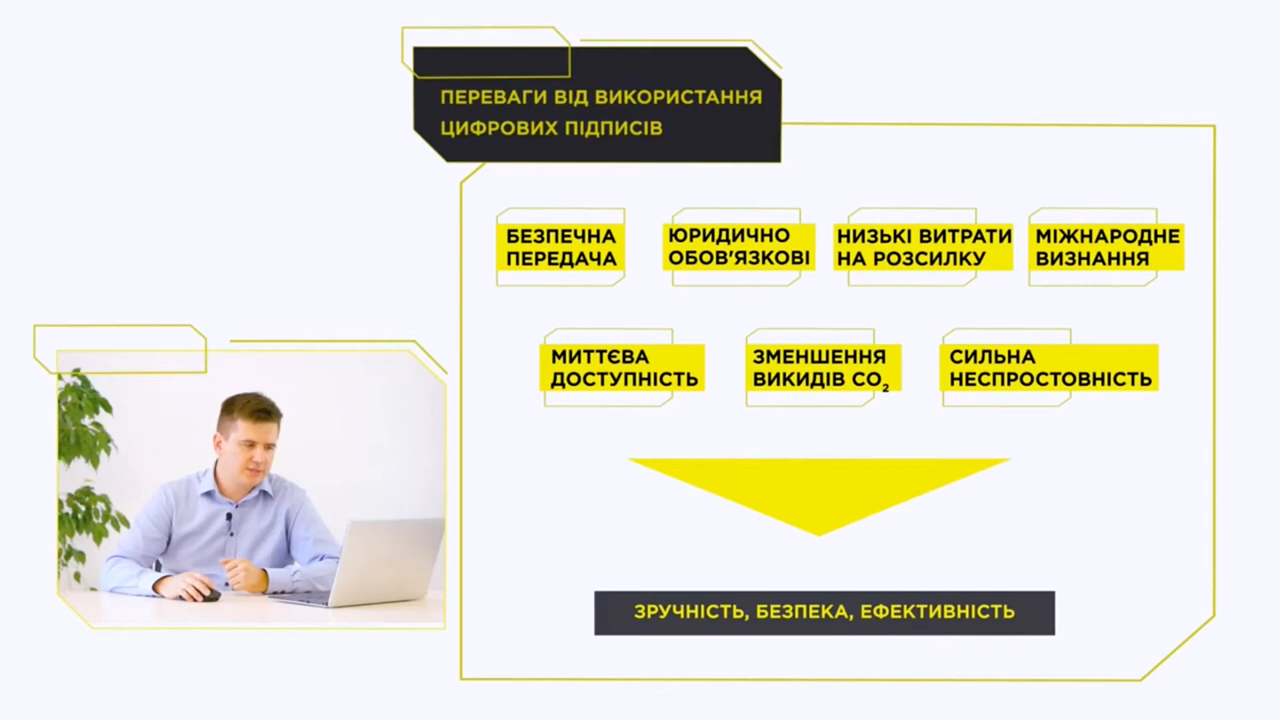 ПЕРЕВАГИ ВІД ВИКОРИСТАННЯ
ЦИФРОВИХ ПІДПИСІВ
БЕЗПЕЧНА
ПЕРЕДАЧА
ЮРИДИЧНО
ОБОВ'ЯЗКОВІ
НИЗЬКІ ВИТРАТИ
НА РОЗСИЛКУ
МІЖНАРОДНЕ
ВИЗНАННЯ
МИТТЄВА
ДОСТУПНІСТЬ
ЗМЕНШЕННЯ
ВИКИДІВ CO₂
СИЛЬНА
НЕСПРОСТОВНІСТЬ
ЗРУЧНІСТЬ, БЕЗПЕКА, ЕФЕКТИВНІСТЬ